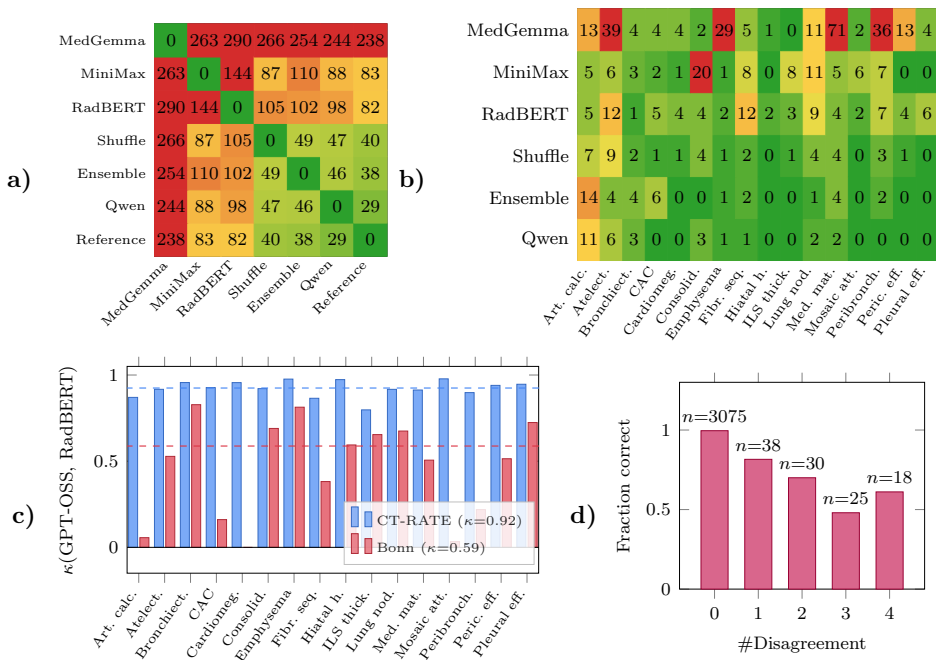 a)
MedGemma 0 263 290 266 254 244 238
MiniMax 263 0 144 87 110 88 83
RadBERT 290 144 0 105 102 98 82
Shuffle 266 87 105 0 49 47 40
Ensemble 254 110 102 49 0 46 38
Qwen 244 88 98 47 46 0 29
Reference 238 83 82 40 38 29 0
MedGemma MiniMax RadBERT Shuffle Ensemble Qwen Reference
b)
MedGemma 13 39 4 4 4 2 29 5 1 0 11 71 2 36 13 4
MiniMax 5 6 3 2 1 20 1 8 0 8 11 5 6 7 0 0
RadBERT 5 12 1 5 4 4 2 12 2 3 9 4 2 7 4 6
Shuffle 7 9 2 1 1 4 1 2 0 1 4 4 0 3 1 0
Ensemble 14 4 4 6 0 0 1 2 0 0 1 4 0 2 0 0
Qwen 11 6 3 0 0 3 1 1 0 0 2 2 0 0 0 0
Art. calc. Atelect. Bronchiect. CAC Cardiomeg. Consolid. Emphysema Fibr. seq. Hiatal h. ILS thick. Lung nod. Med. mat. Mosaic att. Peribronch. Peric. eff. Pleural eff.
c)
κ(GPT-OSS, RadBERT)
1
0.5
0
CT-RATE (κ=0.92)
Bonn (κ=0.59)
Art. calc. Atelect. Bronchiect. CAC Cardiomeg. Consolid. Emphysema Fibr. seq. Hiatal h. ILS thick. Lung nod. Med. mat. Mosaic att. Peribronch. Peric. eff. Pleural eff.
d)
Fraction correct
1
0.5
0
n=3075
n=38
n=30
n=25
n=18
0 1 2 3 4
#Disagreement